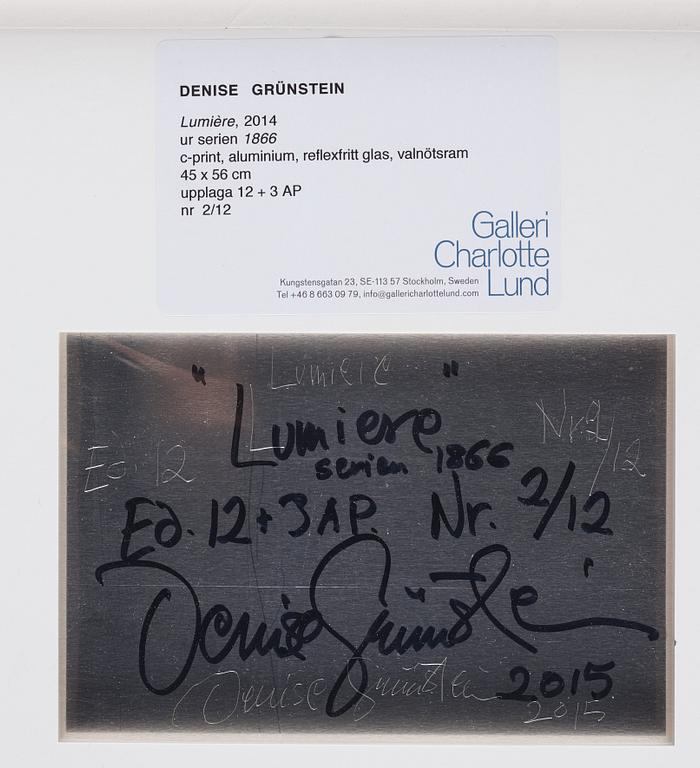 DENISE GRÜNSTEIN
Lumière, 2014
ur serien 1866
c-print, aluminium, reflexfritt glas, valnötsram
45 x 56 cm
upplaga 12 + 3 AP
nr 2/12
Galleri
Charlotte
Lund
Kungstensgatan 23, SE-113 57 Stockholm, Sweden
Tel +46 8 663 09 79, info@gallericharlottelund.com
Lumiere
"Lumiere"
serien 1866
Ed. 12
Nr. 2/12
Ed. 12 + 3 AP. Nr. 2/12
Denise Grünstein
2015
Denise Grünstein
2015